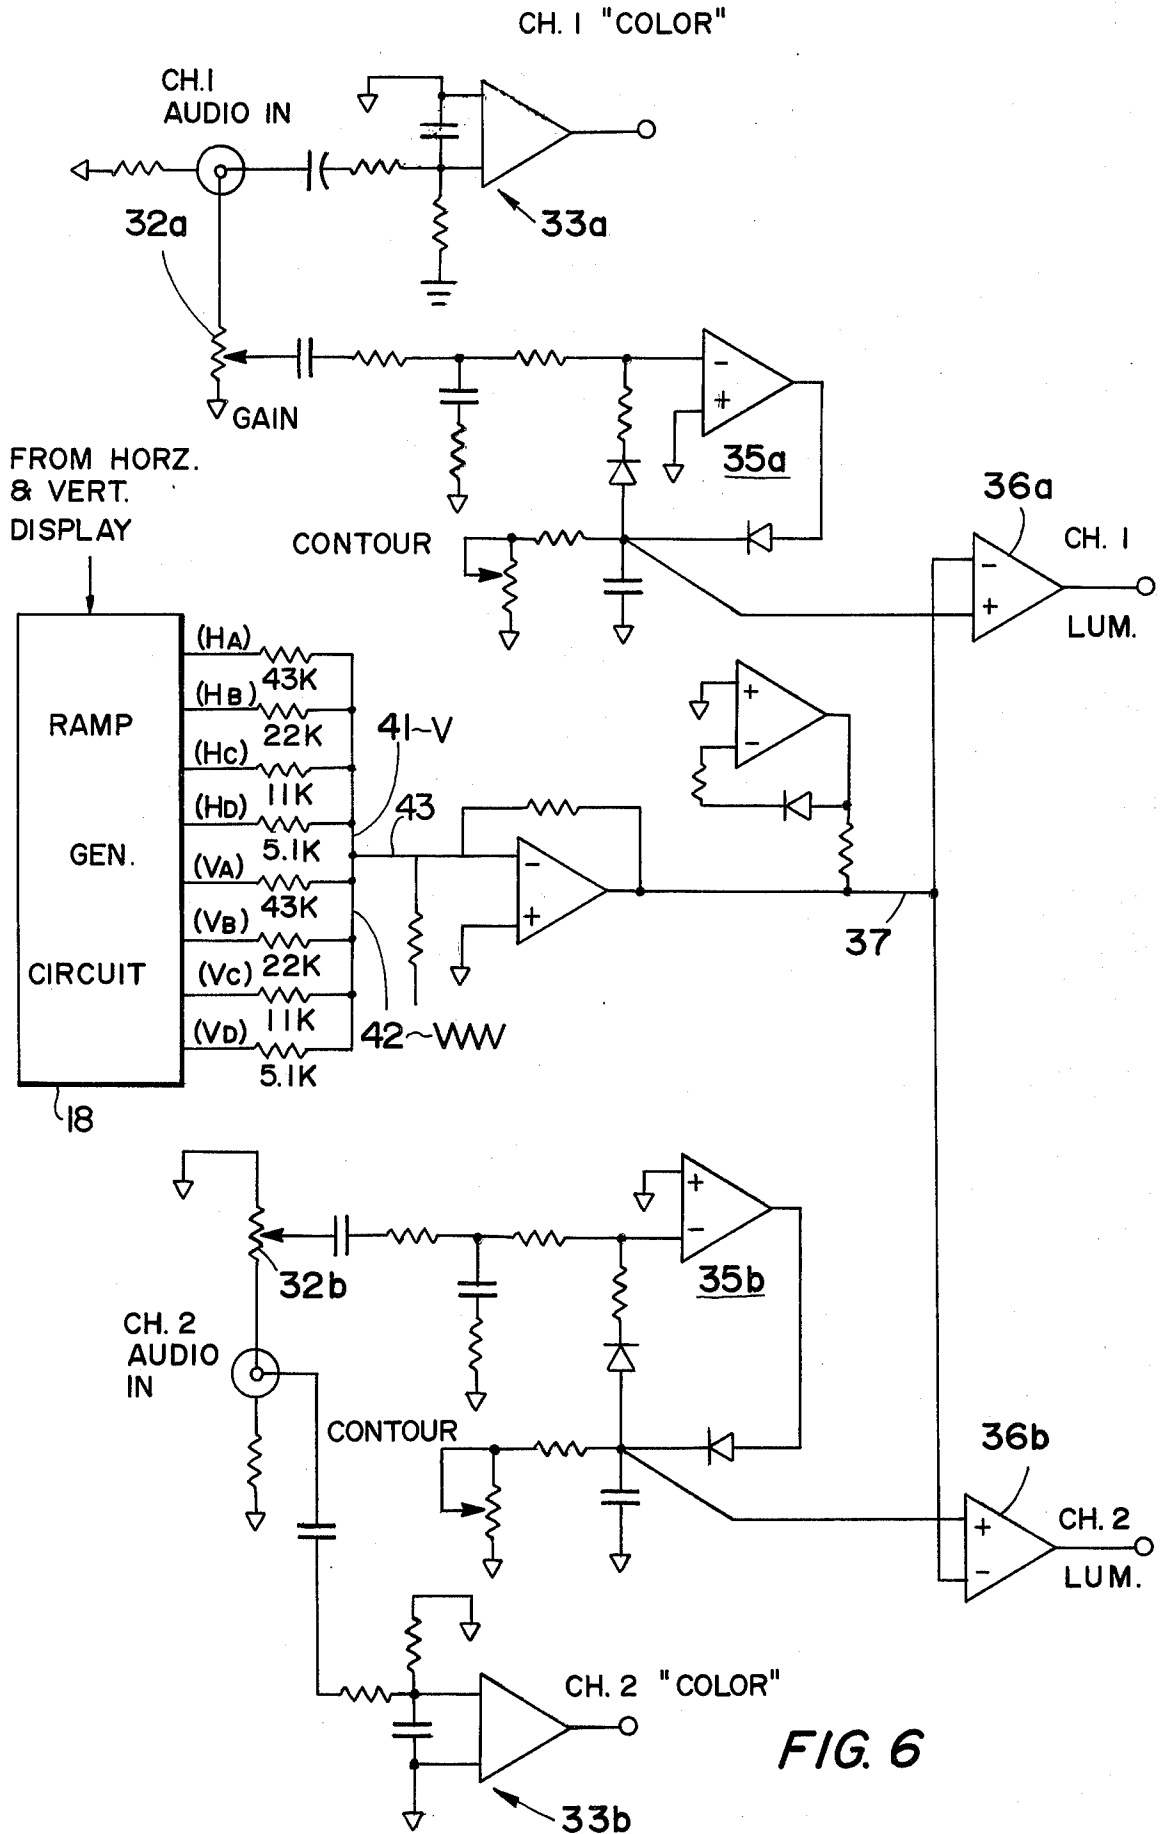 CH. 1 "COLOR"
CH.1
AUDIO IN
32a
33a
GAIN
−
+
35a
FROM HORZ.
& VERT.
DISPLAY
CONTOUR
36a
CH. 1
−
+
LUM.
RAMP
GEN.
CIRCUIT
(HA)
43K
(HB)
22K
(HC)
11K
(HD)
5.1K
(VA)
43K
(VB)
22K
(VC)
11K
(VD)
5.1K
41~V
43
42~VVVV
18
+
−
−
+
37
32b
+
−
35b
CH. 2
AUDIO
IN
CONTOUR
36b
+
−
CH. 2
LUM.
CH. 2 "COLOR"
33b
FIG. 6